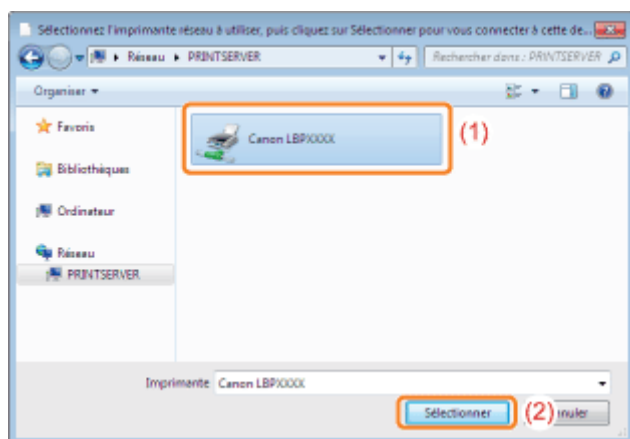 Sélectionnez l'imprimante réseau à utiliser, puis cliquez sur Sélectionner pour vous connecter à cette de...
Réseau ▸ PRINTSERVER
Rechercher dans : PRINTSERVER
Organiser
Favoris
Canon LBPXXXX
(1)
Bibliothèques
Ordinateur
Réseau
PRINTSERVER
Imprimante Canon LBPXXXX
Sélectionner (2) nnuler